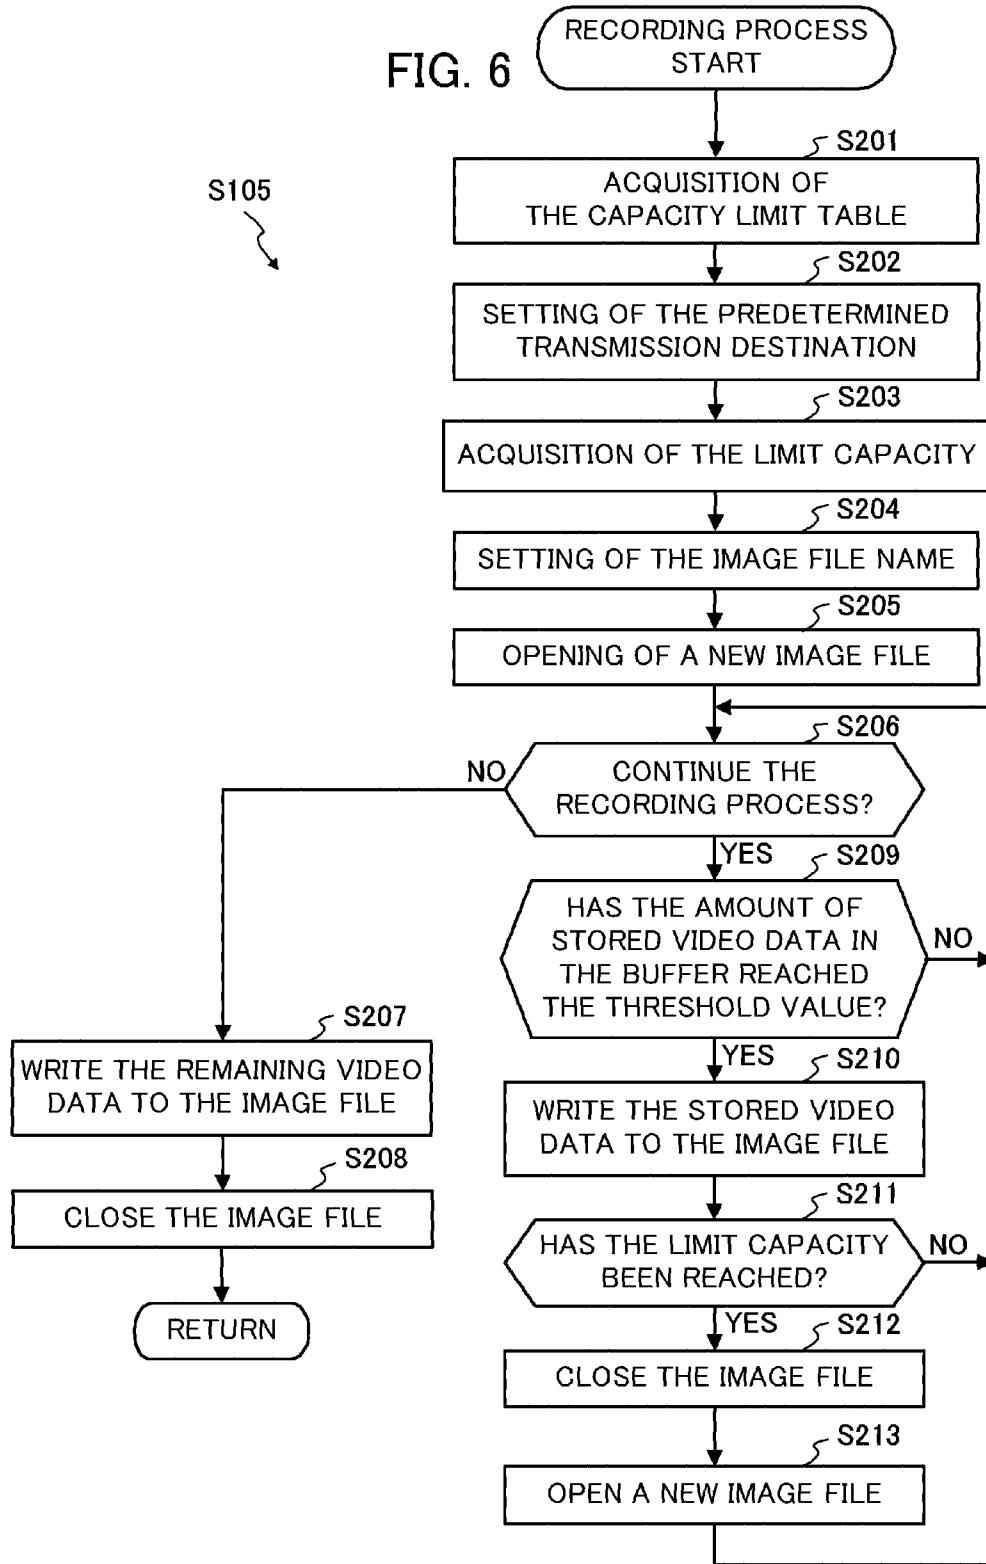 FIG. 6
RECORDING PROCESS
START
S105
S201
ACQUISITION OF
THE CAPACITY LIMIT TABLE
S202
SETTING OF THE PREDETERMINED
TRANSMISSION DESTINATION
S203
ACQUISITION OF THE LIMIT CAPACITY
S204
SETTING OF THE IMAGE FILE NAME
S205
OPENING OF A NEW IMAGE FILE
S206
CONTINUE THE
RECORDING PROCESS?
NO
YES
S207
WRITE THE REMAINING VIDEO
DATA TO THE IMAGE FILE
S208
CLOSE THE IMAGE FILE
RETURN
S209
HAS THE AMOUNT OF
STORED VIDEO DATA IN
THE BUFFER REACHED
THE THRESHOLD VALUE?
NO
YES
S210
WRITE THE STORED VIDEO
DATA TO THE IMAGE FILE
S211
HAS THE LIMIT CAPACITY
BEEN REACHED?
NO
YES
S212
CLOSE THE IMAGE FILE
S213
OPEN A NEW IMAGE FILE